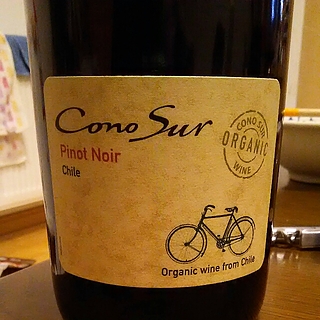 Cono Sur
Pinot Noir
Chile
CONO SUR
ORGANIC
WINE
Organic wine from Chile